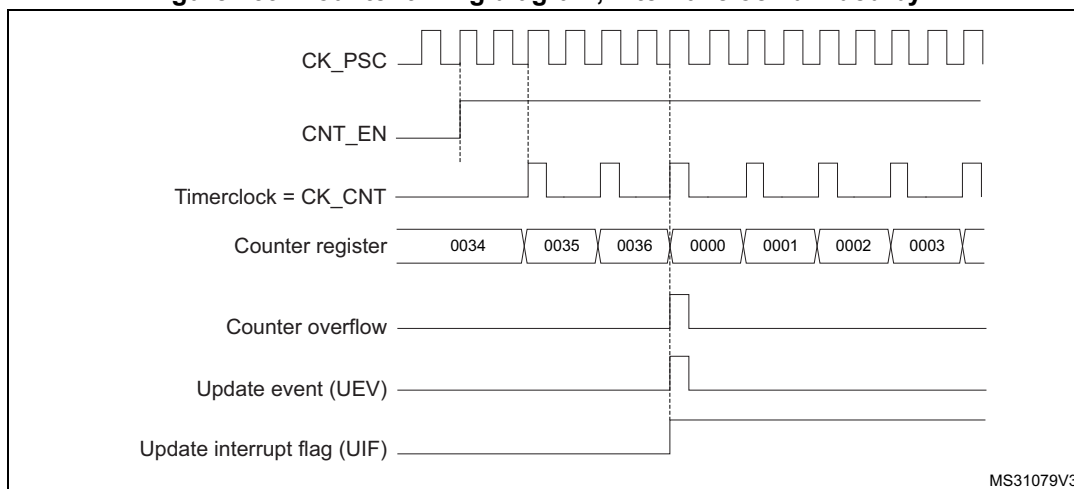 CK_PSC
CNT_EN
Timerclock = CK_CNT
Counter register 0034 0035 0036 0000 0001 0002 0003
Counter overflow
Update event (UEV)
Update interrupt flag (UIF)
MS31079V3